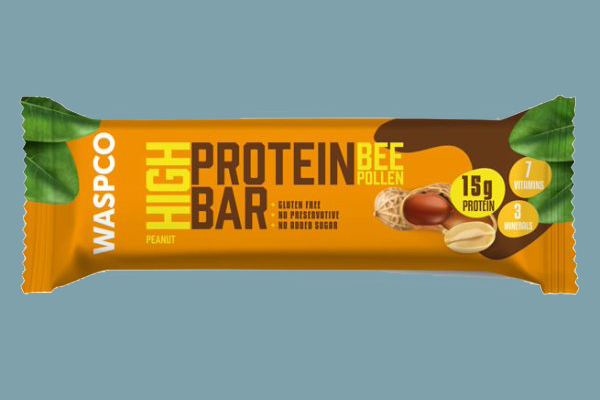 WASPCO
HIGH PROTEIN BAR
BEE
POLLEN
PEANUT
GLUTEN FREE
NO PRESERVATIVE
NO ADDED SUGAR
15g
PROTEIN
7
VITAMINS
3
MINERALS